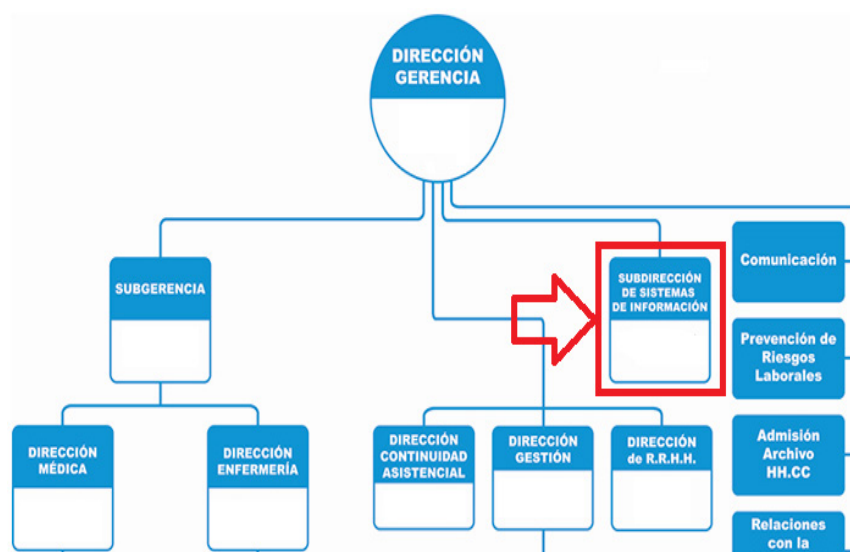 DIRECCIÓN
GERENCIA
SUBGERENCIA
SUBDIRECCIÓN
DE SISTEMAS
DE INFORMACIÓN
Comunicación
Prevención de
Riesgos
Laborales
DIRECCIÓN
MÉDICA
DIRECCIÓN
ENFERMERÍA
DIRECCIÓN
CONTINUIDAD
ASISTENCIAL
DIRECCIÓN
GESTIÓN
DIRECCIÓN
de R.R.H.H.
Admisión
Archivo
HH.CC
Relaciones
con la